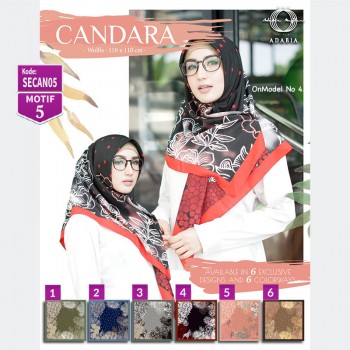 Kode:
SECAN05
MOTIF
5
CANDARA
Wolfis - 110 x 110 cm
ADABIA
OnModel No 4
AVAILABLE IN 6 EXCLUSIVE
DESIGNS AND 6 COLORWAYS
1 2 3 4 5 6